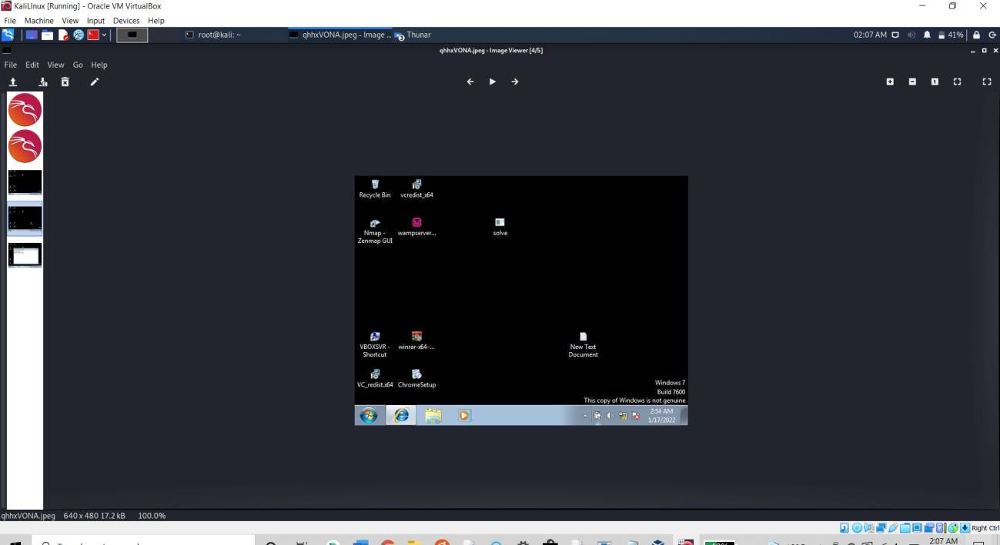 KaliLInux [Running] - Oracle VM VirtualBox
File Machine View Input Devices Help
root@kali: ~
qhhxVONA.jpeg - Image ...
Thunar
02:07 AM
41%
qhhxVONA.jpeg - Image Viewer [4/5]
File Edit View Go Help
Recycle Bin
vcredist_x64
Nmap -
Zenmap GUI
wampserver...
solve
VBOXSVR -
Shortcut
winrar-x64-...
New Text
Document
VC_redist.x64
ChromeSetup
Windows 7
Build 7600
This copy of Windows is not genuine
2:54 AM
1/17/2022
qhhxVONA.jpeg 640 x 480 17.2 kB 100.0%
Right Ctrl
2:07 AM